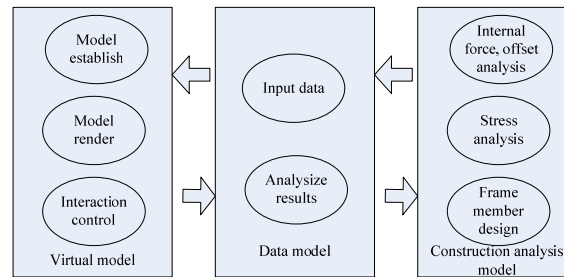 Model
establish
Model
render
Interaction
control
Virtual model
Input data
Analysize
results
Data model
Internal
force, offset
analysis
Stress
analysis
Frame
member
design
Construction analysis
model